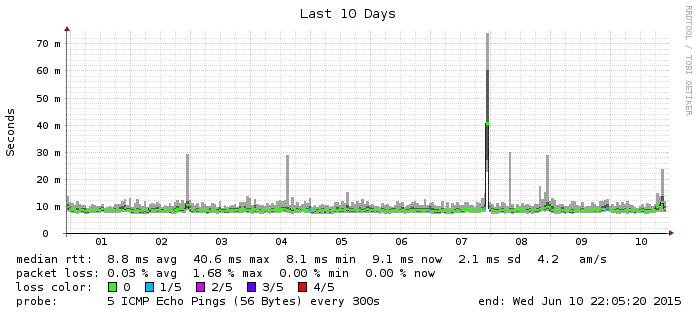 Last 10 Days
RRDTOOL / TOBI OETIKER
Seconds
70 m
60 m
50 m
40 m
30 m
20 m
10 m
0
01 02 03 04 05 06 07 08 09 10
median rtt: 8.8 ms avg 40.6 ms max 8.1 ms min 9.1 ms now 2.1 ms sd 4.2 am/s
packet loss: 0.03 % avg 1.68 % max 0.00 % min 0.00 % now
loss color: 0 1/5 2/5 3/5 4/5
probe: 5 ICMP Echo Pings (56 Bytes) every 300s end: Wed Jun 10 22:05:20 2015